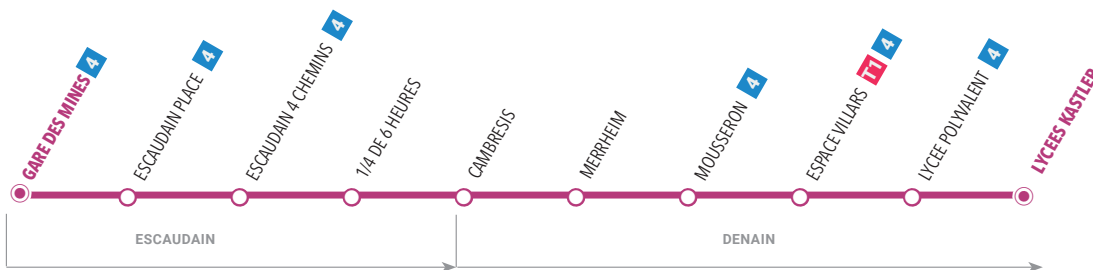 GARE DES MINES 4
ESCAUDAIN PLACE 4
ESCAUDAIN 4 CHEMINS 4
1/4 DE 6 HEURES
CAMBRESIS
MERRHEIM
MOUSSERON 4
ESPACE VILLARS T1 4
LYCEE POLYVALENT 4
LYCEES KASTLER
ESCAUDAIN
DENAIN